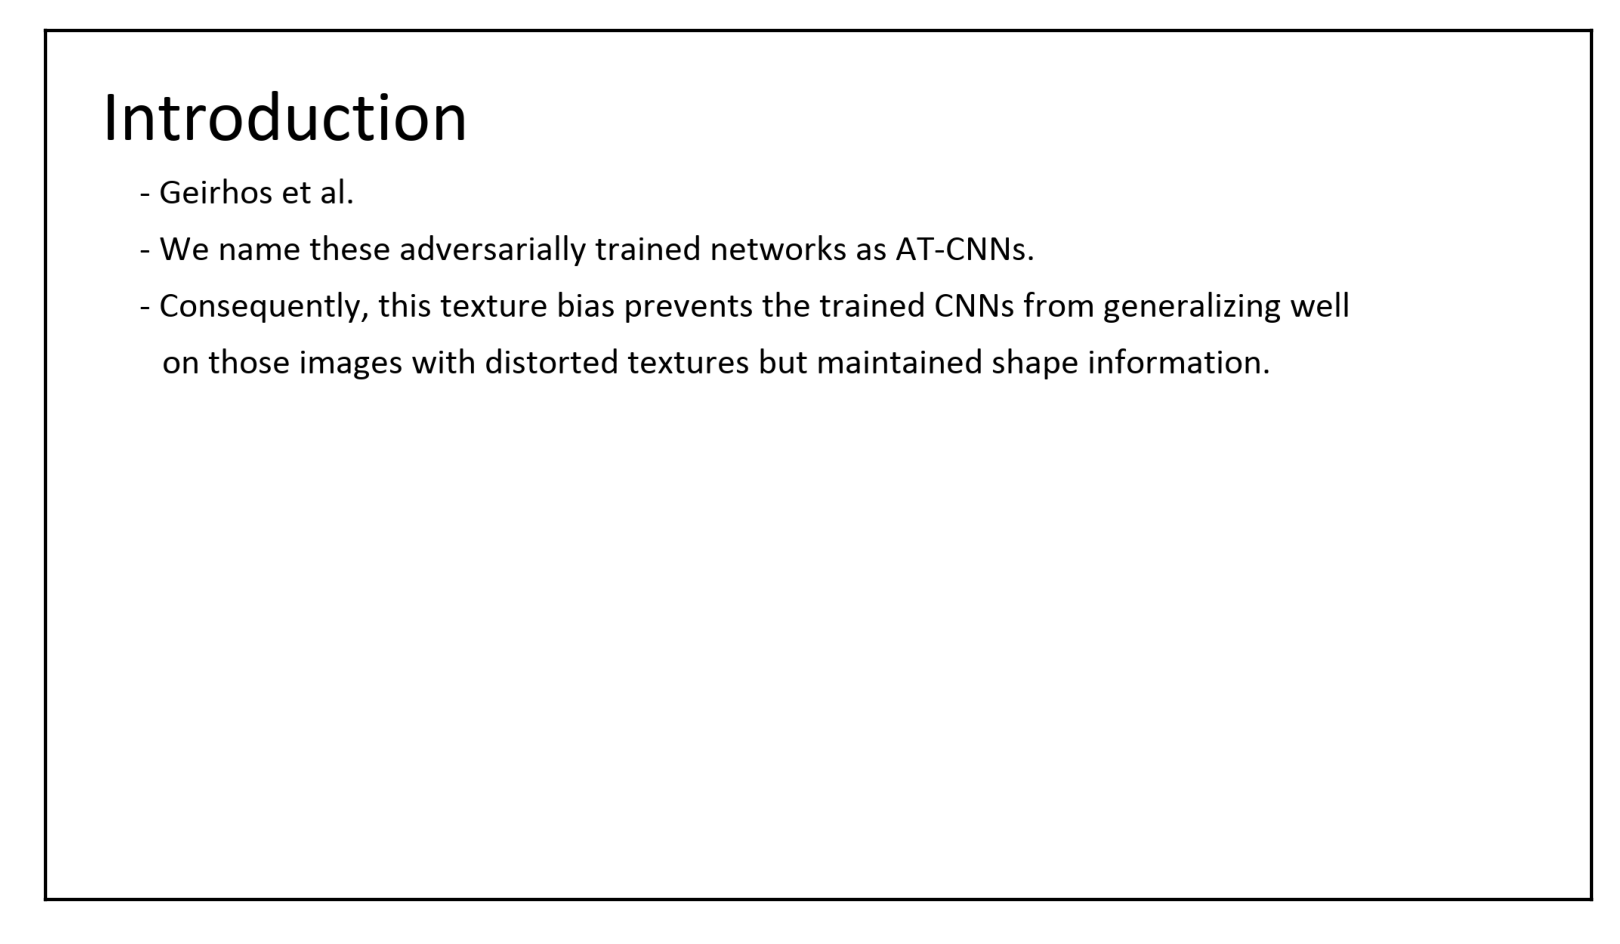 Introduction
- Geirhos et al.
- We name these adversarially trained networks as AT-CNNs.
- Consequently, this texture bias prevents the trained CNNs from generalizing well
on those images with distorted textures but maintained shape information.